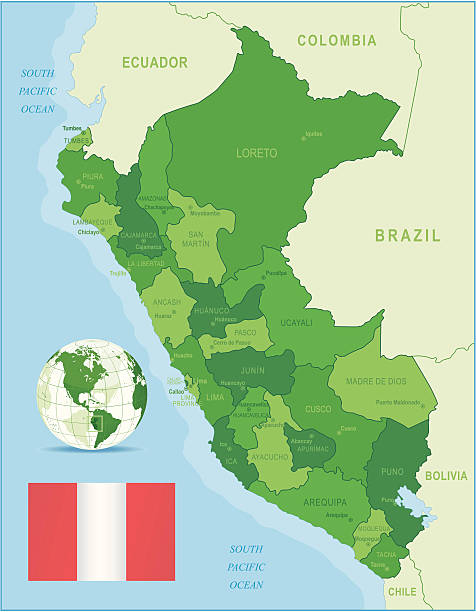 COLOMBIA
ECUADOR
SOUTH
PACIFIC
OCEAN
Tumbes
TUMBES
Iquitos
LORETO
PIURA
Piura
AMAZONAS
Chachapoyas
Moyobamba
LAMBAYEQUE
Chiclayo
CAJAMARCA
Cajamarca
SAN
MARTÍN
BRAZIL
LA LIBERTAD
Trujillo
Pucallpa
ANCASH
Huaraz
HUÁNUCO
Huánuco
UCAYALI
PASCO
Cerro de Pasco
Huacho
JUNÍN
Lima
Callao
LIMA
PROVINCE
LIMA
Huancayo
MADRE DE DIOS
Puerto Maldonado
Huancavelica
HUANCAVELICA
CUSCO
Cusco
Ayacucho
AYACUCHO
Abancay
APURÍMAC
Ica
ICA
PUNO
Puno
BOLIVIA
AREQUIPA
Arequipa
MOQUEGUA
Moquegua
TACNA
Tacna
SOUTH
PACIFIC
OCEAN
CHILE